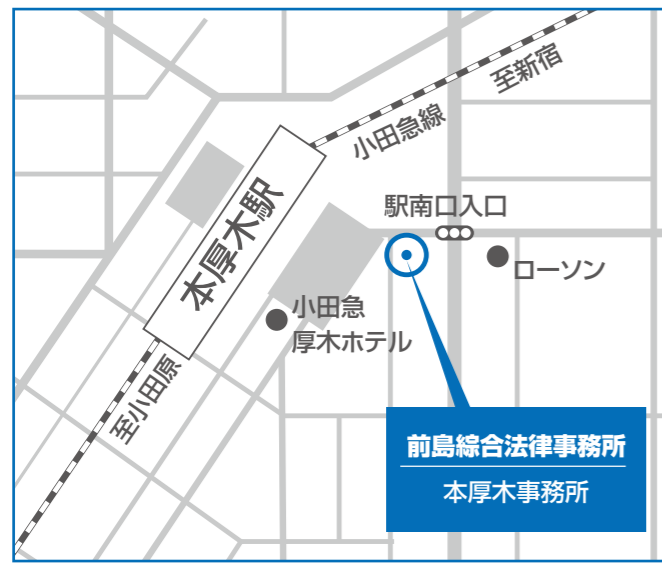 至新宿
小田急線
駅南口入口
本厚木駅
ローソン
小田急
厚木ホテル
至小田原
前島綜合法律事務所
本厚木事務所